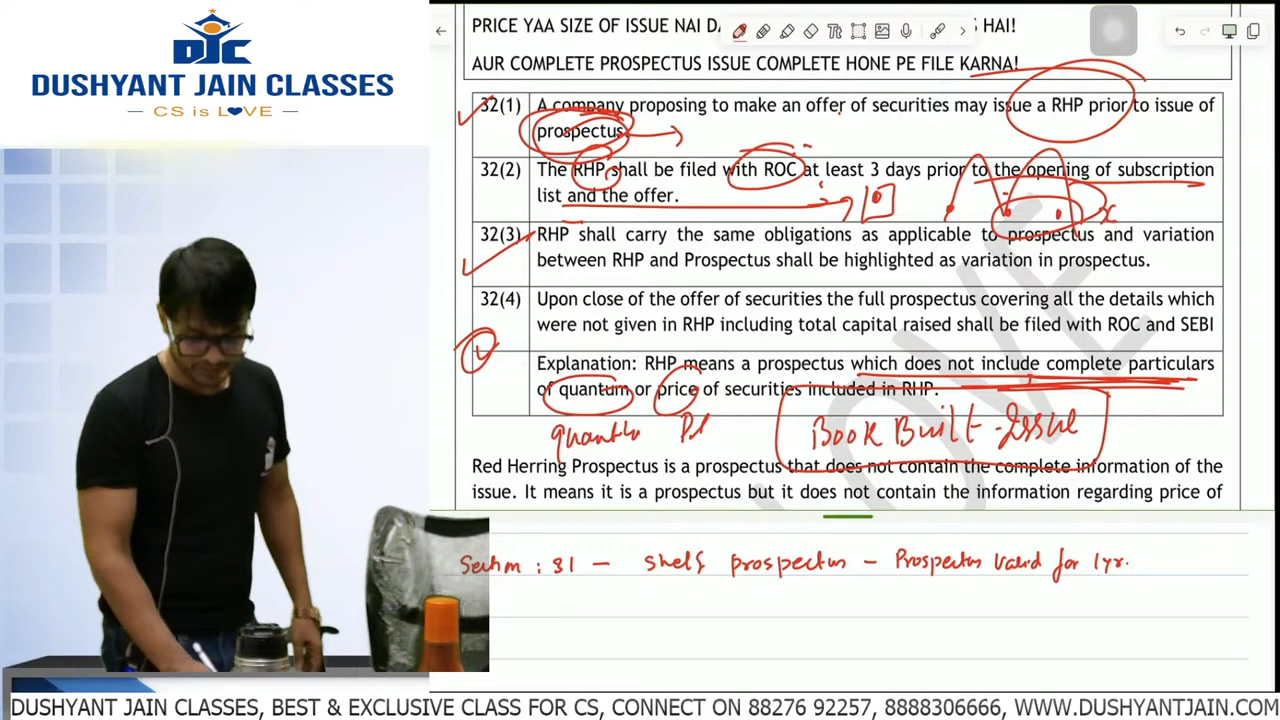 DJC
DUSHYANT JAIN CLASSES
CS is LOVE
PRICE YAA SIZE OF ISSUE NAI DA HAI!
AUR COMPLETE PROSPECTUS ISSUE COMPLETE HONE PE FILE KARNA!
32(1) A company proposing to make an offer of securities may issue a RHP prior to issue of
prospectus
32(2) The RHP shall be filed with ROC at least 3 days prior to the opening of subscription
list and the offer.
32(3) RHP shall carry the same obligations as applicable to prospectus and variation
between RHP and Prospectus shall be highlighted as variation in prospectus.
32(4) Upon close of the offer of securities the full prospectus covering all the details which
were not given in RHP including total capital raised shall be filed with ROC and SEBI
Explanation: RHP means a prospectus which does not include complete particulars
of quantum or price of securities included in RHP.
Book Built - Issue
Red Herring Prospectus is a prospectus that does not contain the complete information of the
issue. It means it is a prospectus but it does not contain the information regarding price of
Section : 31 - shelf prospectus - Prospectus valid for 1yr.
DUSHYANT JAIN CLASSES, BEST & EXCLUSIVE CLASS FOR CS, CONNECT ON 88276 92257, 8888306666, WWW.DUSHYANTJAIN.COM